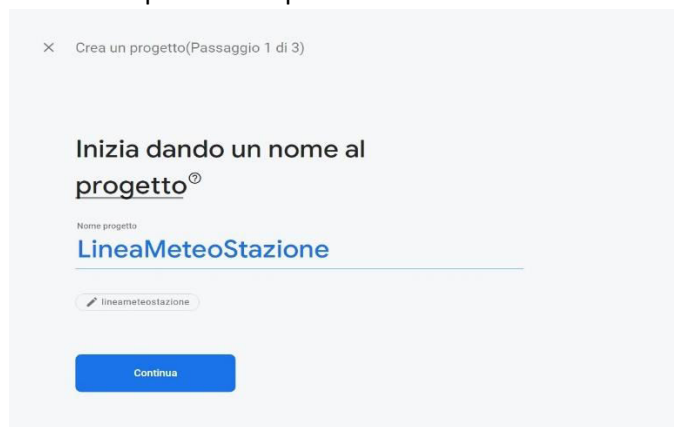 Crea un progetto(Passaggio 1 di 3)
Inizia dando un nome al
progetto
Nome progetto
LineaMeteoStazione
lineameteostazione
Continua